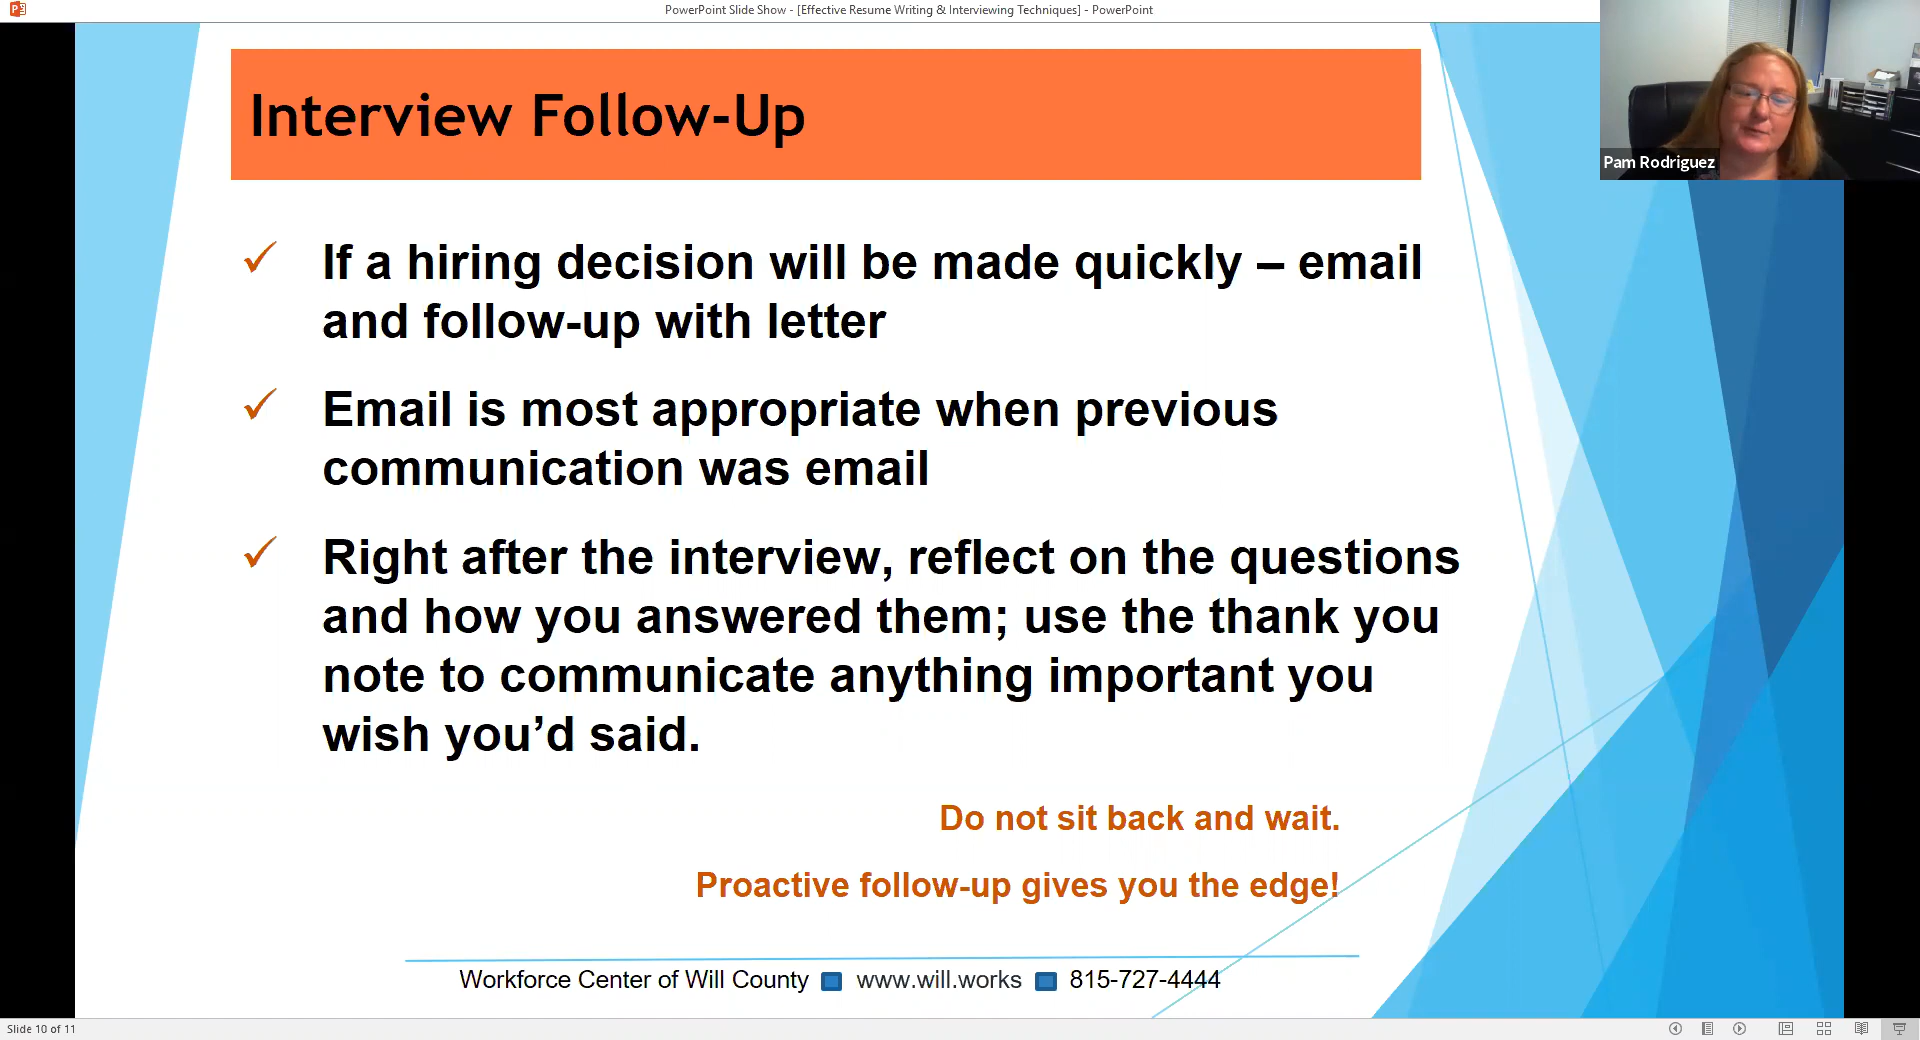 PowerPoint Slide Show - [Effective Resume Writing & Interviewing Techniques] - PowerPoint
Interview Follow-Up
Pam Rodriguez
✓ If a hiring decision will be made quickly – email
and follow-up with letter
✓ Email is most appropriate when previous
communication was email
✓ Right after the interview, reflect on the questions
and how you answered them; use the thank you
note to communicate anything important you
wish you’d said.
Do not sit back and wait.
Proactive follow-up gives you the edge!
Workforce Center of Will County ■ www.will.works ■ 815-727-4444
Slide 10 of 11